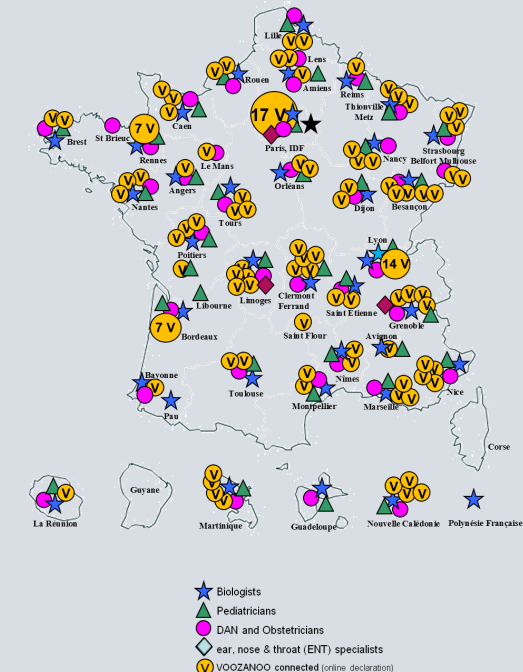 Lille
V V
V V Lens
V V
Rouen
V
Amiens
V
Reims
V
V
V
Thionville
Metz
V
V
V
Caen
17 V
Paris, IDF
V V
Brest
St Brieuc
7 V
Rennes
V
Le Mans
V
V
V
Nancy
V
V
V
Strasbourg
Belfort Mulhouse
V
V
V
V
V
Nantes
V
Angers
V
V
Orléans
V
V
V
Tours
V
V
Dijon
V
V
V
V
Besançon
V
V
V
Poitiers
V
Libourne
V
V
V
V
Limoges
V
V
V
V
V
Clermont
Ferrand
Lyon
14 V
V
V
Saint Etienne
V
V
V
V
Grenoble
V
Saint Flour
7 V
Bordeaux
Avignon
V
V
V
Nîmes
Bayonne
V
Pau
V
V
Toulouse
V
V
Montpellier
V
V
V
Marseille
V
V
V
V
Nice
Corse
V
La Réunion
Guyane
V
V
V
V
V
Martinique
Guadeloupe
V
V
V
V
Nouvelle Calédonie
Polynésie Française
Biologists
Pediatricians
DAN and Obstetricians
ear, nose & throat (ENT) specialists
V VOOZANOO connected (online declaration)